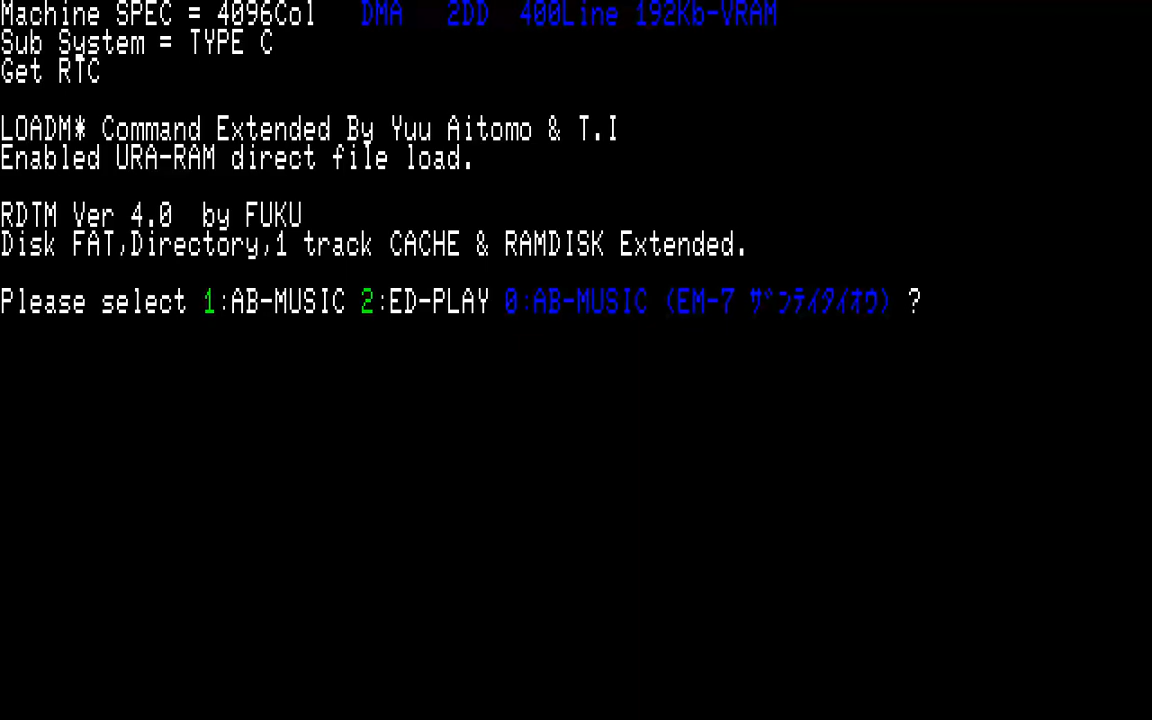 Machine SPEC = 4096Col DMA 2DD 400Line 192Kb-VRAM
Sub System = TYPE C
Get RTC
LOADM* Command Extended By Yuu Aitomo & T.I
Enabled URA-RAM direct file load.
RDTM Ver 4.0 by FUKU
Disk FAT,Directory,1 track CACHE & RAMDISK Extended.
Please select 1:AB-MUSIC 2:ED-PLAY 0:AB-MUSIC (EM-7 ザンテイタイオウ) ?